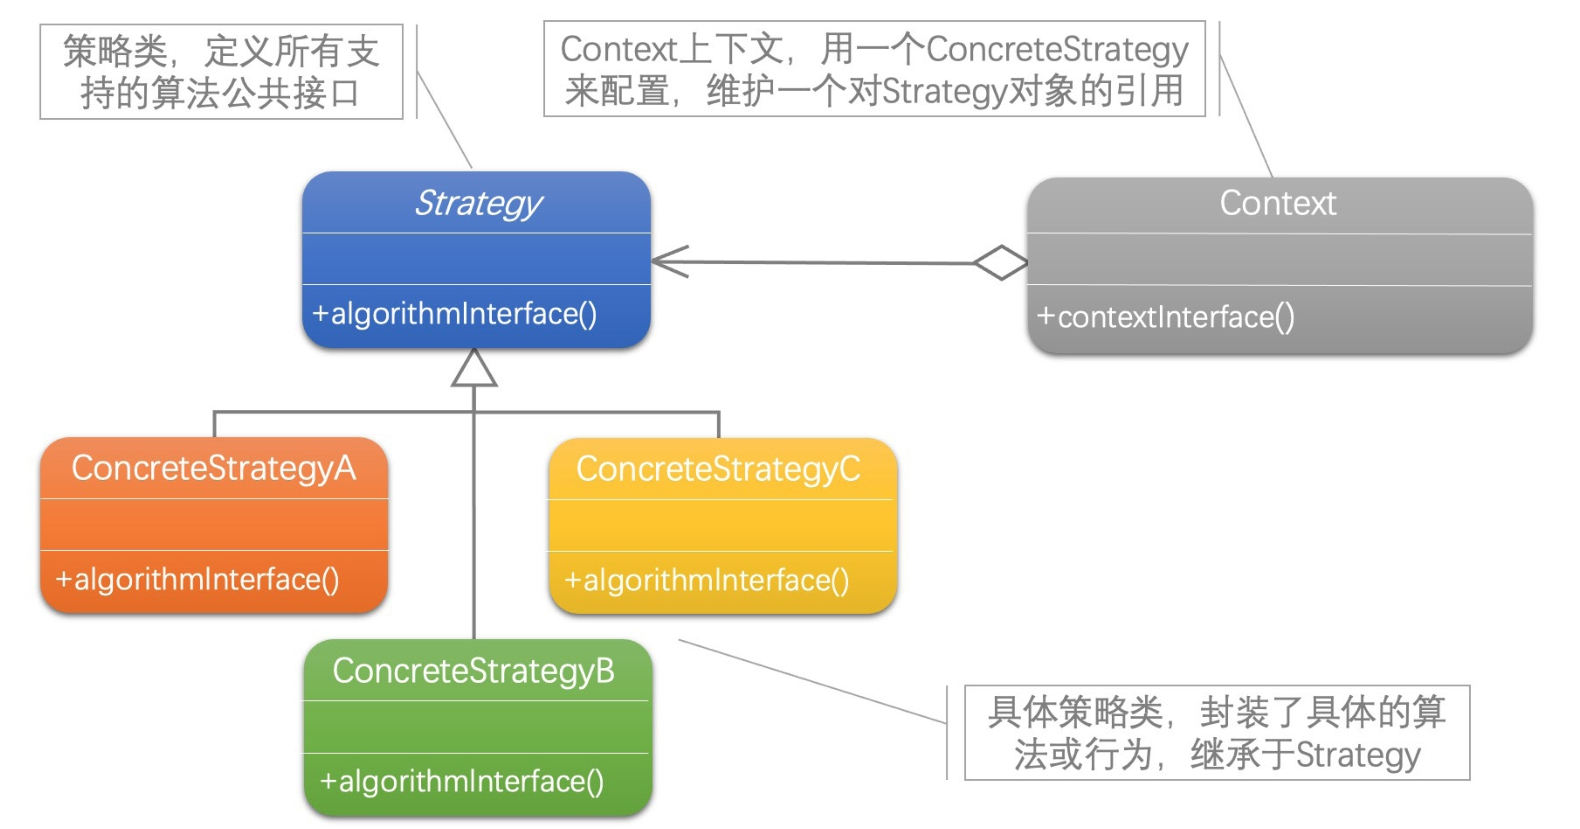 策略类，定义所有支
持的算法公共接口
Context上下文，用一个ConcreteStrategy
来配置，维护一个对Strategy对象的引用
Strategy
+algorithmInterface()
Context
+contextInterface()
ConcreteStrategyA
+algorithmInterface()
ConcreteStrategyC
+algorithmInterface()
ConcreteStrategyB
+algorithmInterface()
具体策略类，封装了具体的算
法或行为，继承于Strategy